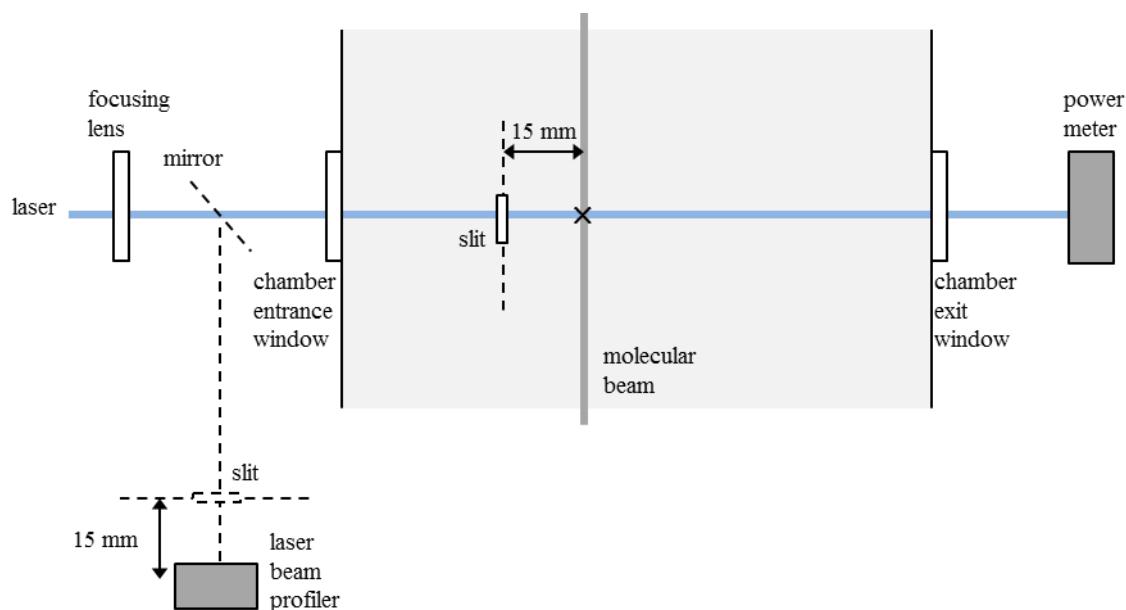 focusing
lens
mirror
laser
chamber
entrance
window
15 mm
slit
molecular
beam
power
meter
chamber
exit
window
slit
15 mm
laser
beam
profiler